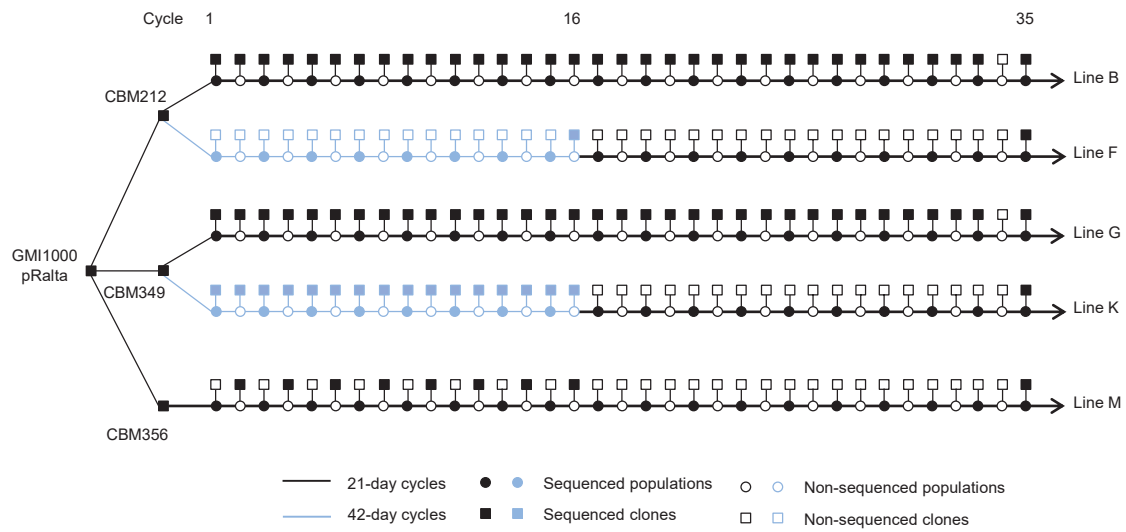 Cycle 1 16 35
Line B
CBM212
Line F
Line G
GMI1000
pRalta
CBM349
Line K
Line M
CBM356
21-day cycles Sequenced populations Non-sequenced populations
42-day cycles Sequenced clones Non-sequenced clones